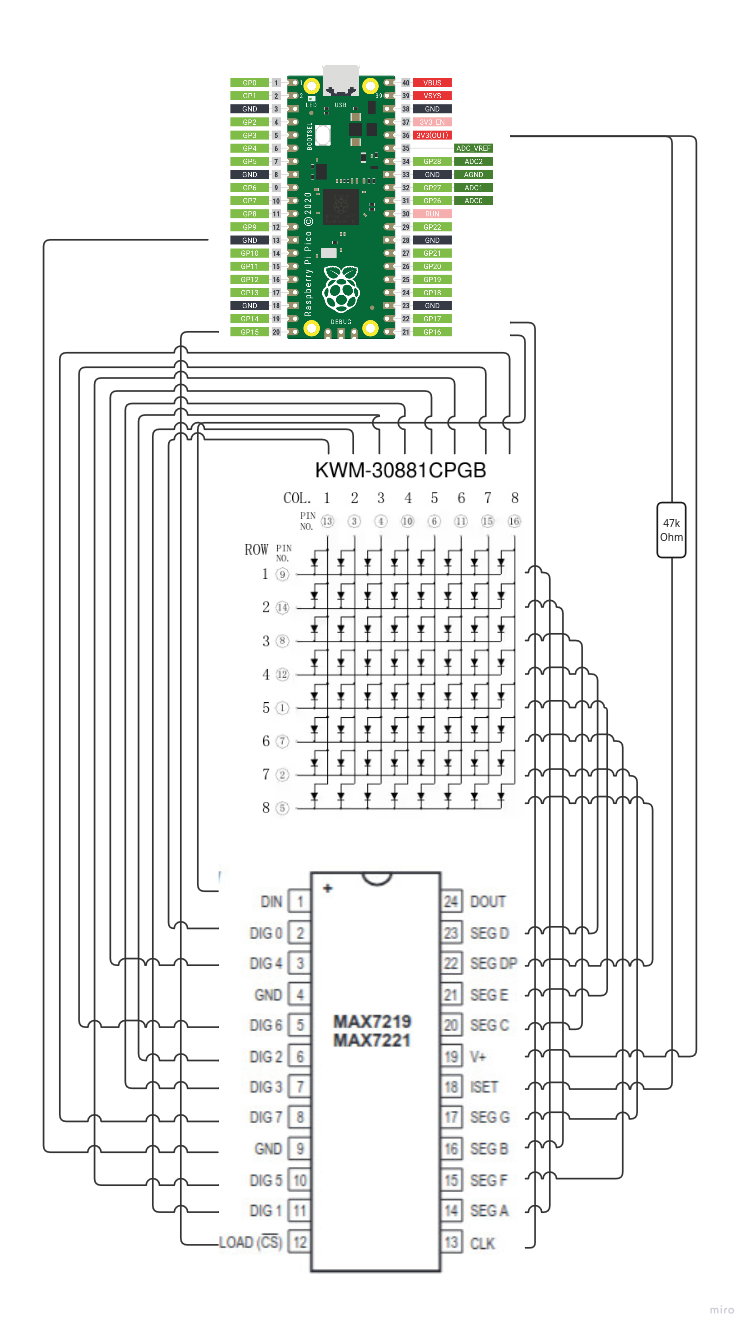 GP0 1 40 VBUS
GP1 2 39 VSYS
GND 3 38 GND
GP2 4 37 3V3_EN
GP3 5 36 3V3(OUT)
GP4 6 35 ADC_VREF
GP5 7 34 GP28 ADC2
GND 8 33 GND AGND
GP6 9 32 GP27 ADC1
GP7 10 31 GP26 ADC0
GP8 11 30 RUN
GP9 12 29 GP22
GND 13 28 GND
GP10 14 27 GP21
GP11 15 26 GP20
GP12 16 25 GP19
GP13 17 24 GP18
GND 18 23 GND
GP14 19 22 GP17
GP15 20 21 GP16
LED
USB
1
2
39
BOOTSEL
Raspberry Pi Pico © 2020
DEBUG
47k
Ohm
KWM-30881CPGB
COL. 1 2 3 4 5 6 7 8
PIN
NO. 13 3 4 10 6 11 15 16
ROW PIN
NO.
1 9
2 14
3 8
4 12
5 1
6 7
7 2
8 5
+
MAX7219
MAX7221
DIN 1 24 DOUT
DIG 0 2 23 SEG D
DIG 4 3 22 SEG DP
GND 4 21 SEG E
DIG 6 5 20 SEG C
DIG 2 6 19 V+
DIG 3 7 18 ISET
DIG 7 8 17 SEG G
GND 9 16 SEG B
DIG 5 10 15 SEG F
DIG 1 11 14 SEG A
LOAD (CS) 12 13 CLK
miro